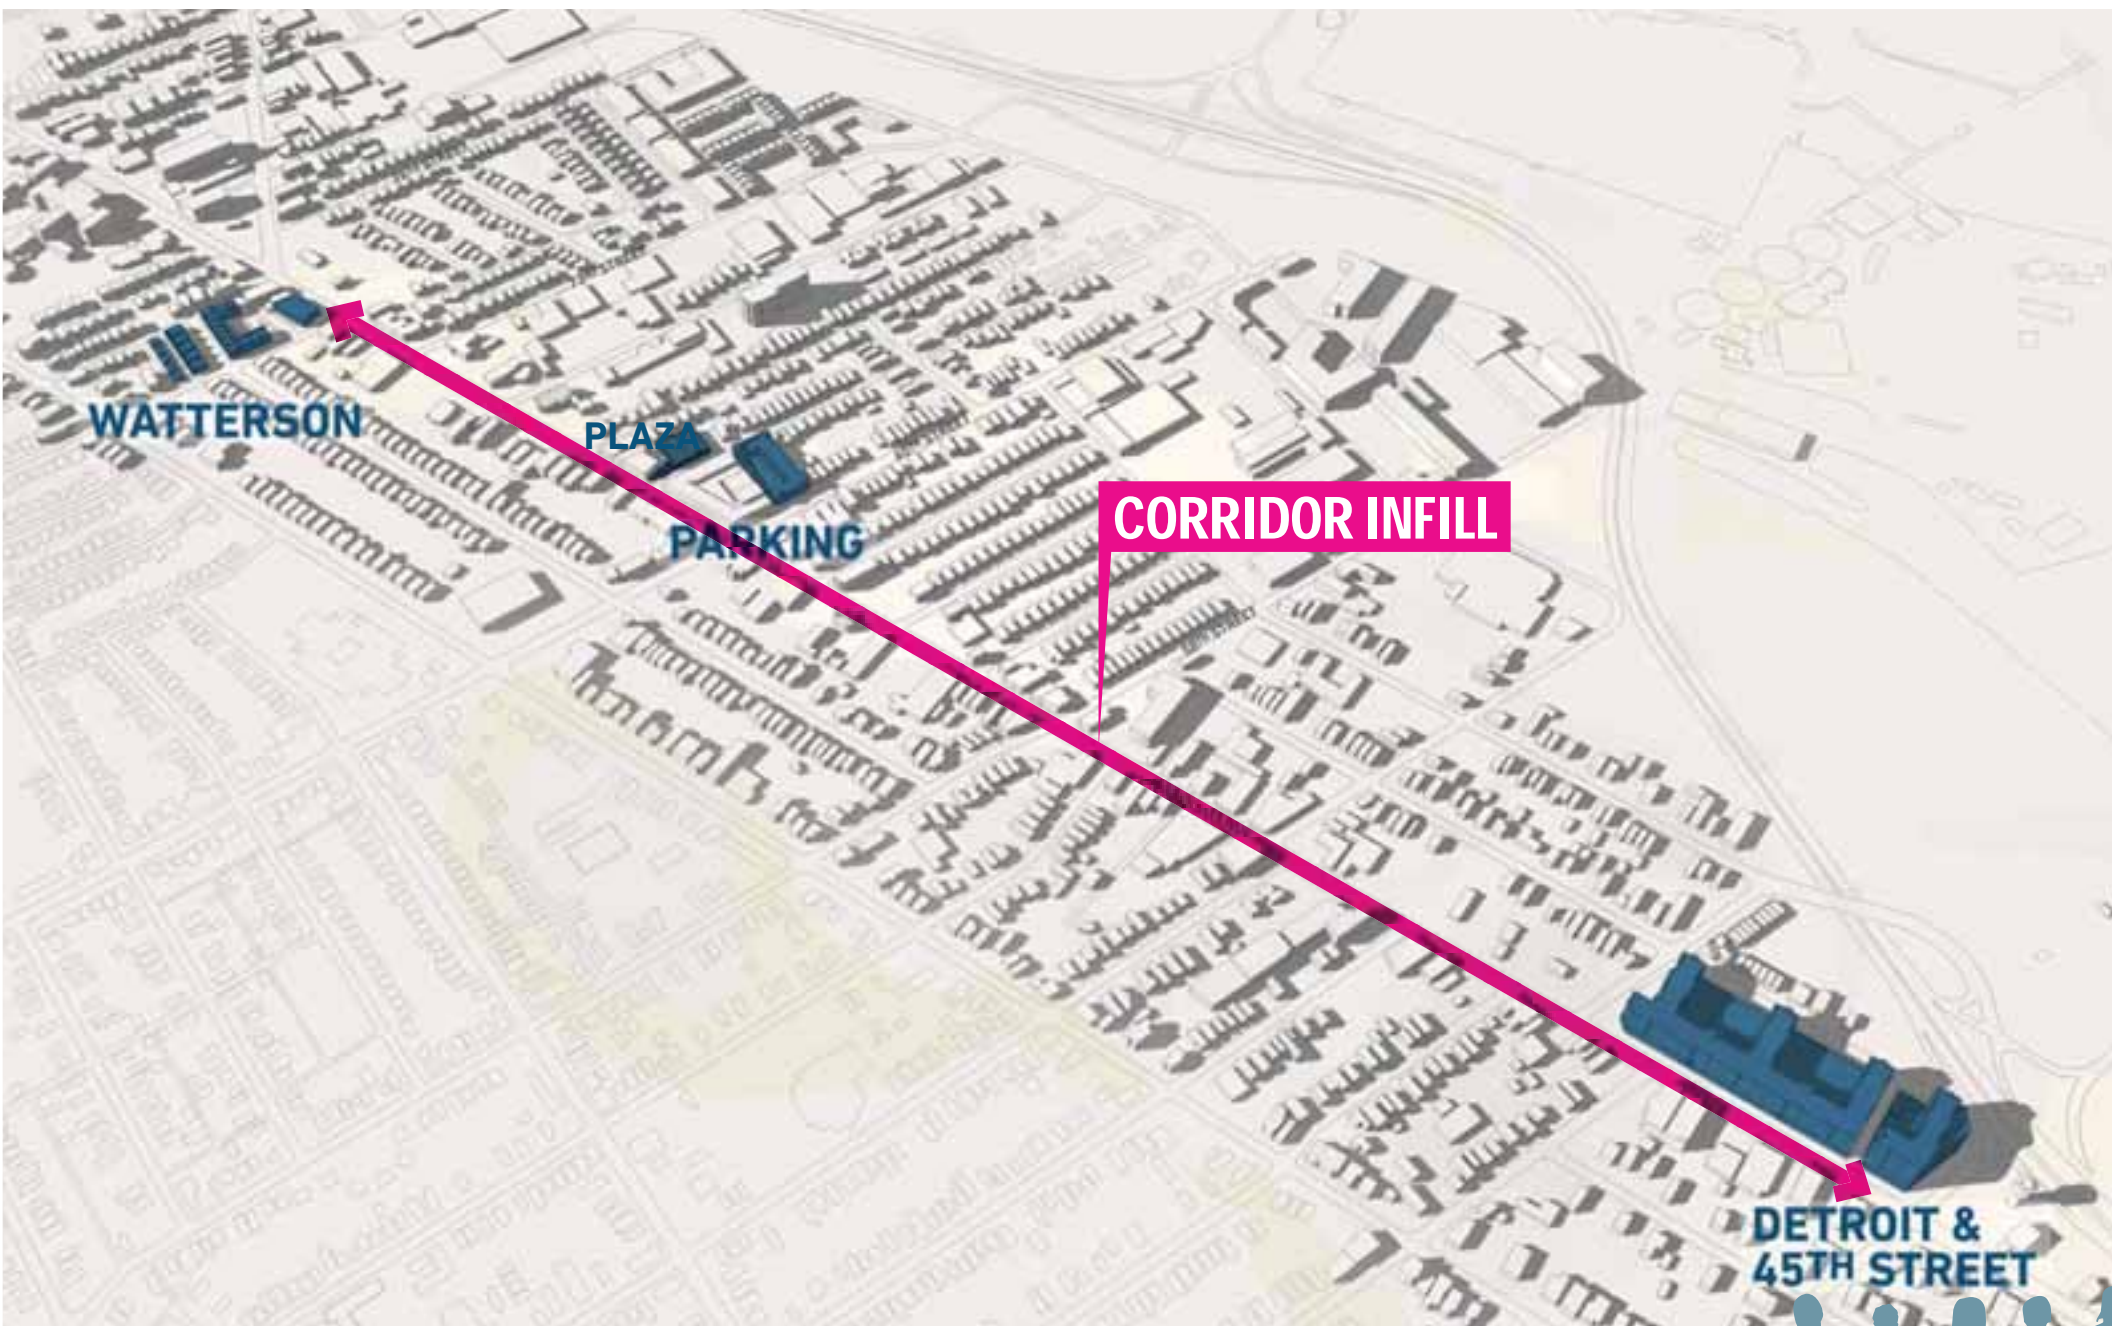 WATTERSON
PLAZA
PARKING
CORRIDOR INFILL
DETROIT &
45TH STREET